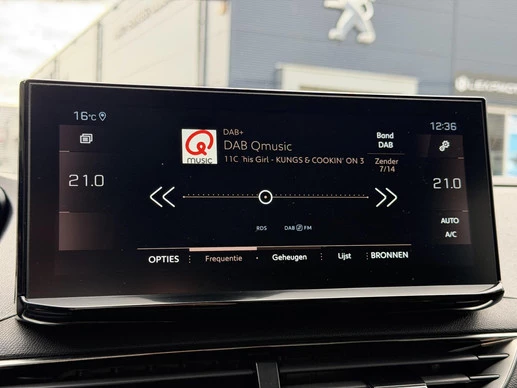 16°C
12:36
DAB+
DAB Qmusic
11C 'his Girl - KUNGS & COOKIN' ON 3
MUSIC
Band
DAB
Zender
7/14
21.0
21.0
RDS
DAB FM
AUTO
A/C
OPTIES
Frequentie
Geheugen
Lijst
BRONNEN